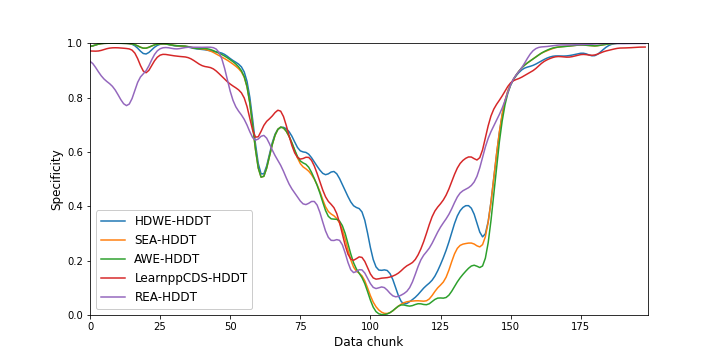 1.0
0.8
0.6
0.4
0.2
0.0
Specificity
HDWE-HDDT
SEA-HDDT
AWE-HDDT
LearnppCDS-HDDT
REA-HDDT
0 25 50 75 100 125 150 175
Data chunk